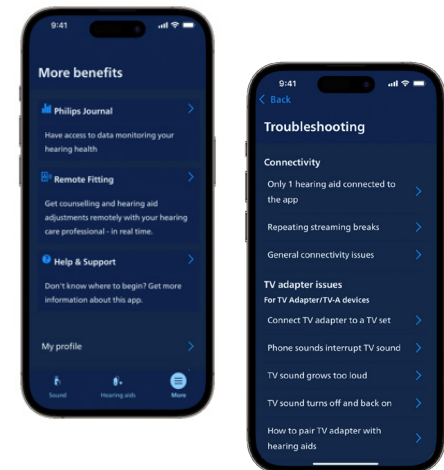 9:41
More benefits
Philips Journal
Have access to data monitoring your
hearing health
Remote Fitting
Get counselling and hearing aid
adjustments remotely with your hearing
care professional - in real time.
Help & Support
Don't know where to begin? Get more
information about this app.
My profile
Sound
Hearing aids
More
9:41
Back
Troubleshooting
Connectivity
Only 1 hearing aid connected to
the app
Repeating streaming breaks
General connectivity issues
TV adapter issues
For TV Adapter/TV-A devices
Connect TV adapter to a TV set
Phone sounds interrupt TV sound
TV sound grows too loud
TV sound turns off and back on
How to pair TV adapter with
hearing aids